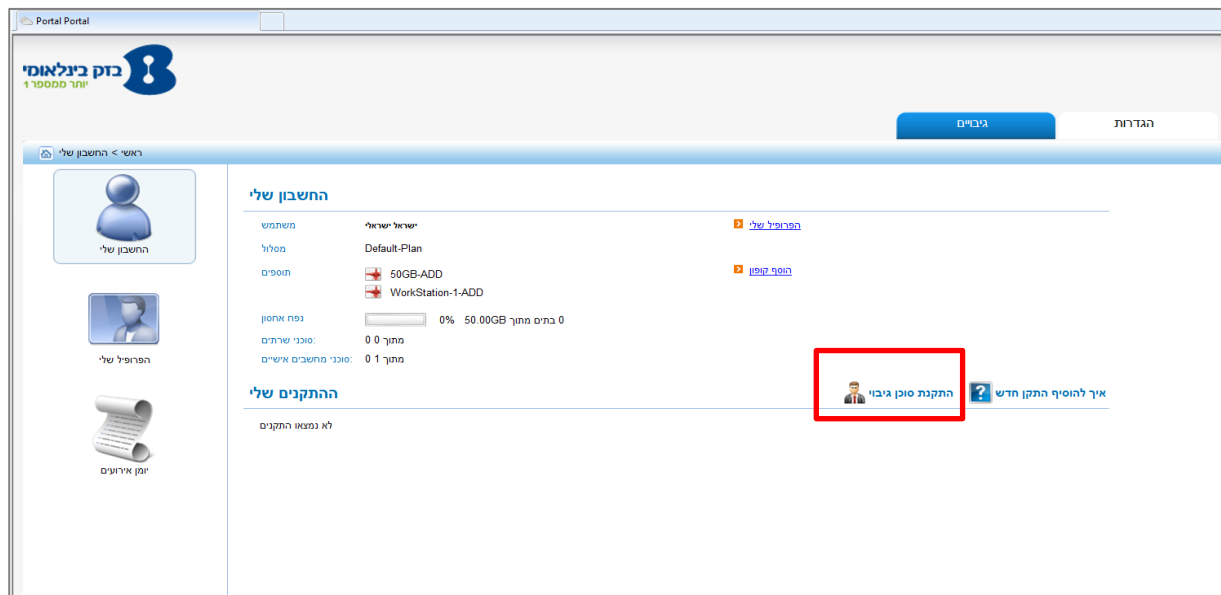 Portal Portal
בזק בינלאומי
יותר ממספר 1
הגדרות
גיבויים
ראשי > החשבון שלי
החשבון שלי
הפרופיל שלי
יומן אירועים
החשבון שלי
משתמש ישראל ישראלי
הפרופיל שלי
מסלול Default-Plan
תוספים 50GB-ADD
הוסף קופון
WorkStation-1-ADD
נפח אחסון 0% 50.00GB 0 בתים מתוך
סוכני שרתים: 0 0 מתוך
סוכני מחשבים אישיים: 0 1 מתוך
ההתקנים שלי
התקנת סוכן גיבוי
איך להוסיף התקן חדש ?
לא נמצאו התקנים